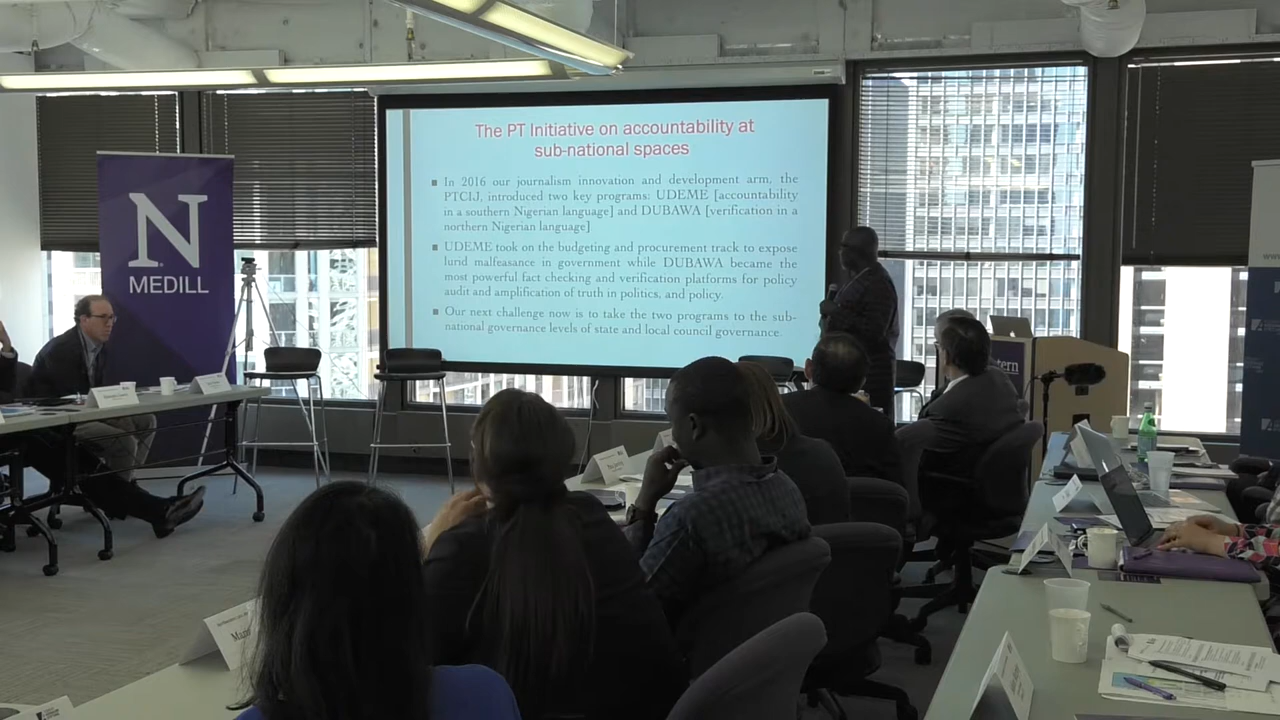 The PT Initiative on accountability at
sub-national spaces
In 2016 our journalism innovation and development arm, the
PTCIJ, introduced two key programs: UDEME [accountability
in a southern Nigerian language] and DUBAWA [verification in a
northern Nigerian language]
UDEME took on the budgeting and procurement track to expose
lurid malfeasance in government while DUBAWA became the
most powerful fact checking and verification platforms for policy
audit and amplification of truth in politics, and policy.
Our next challenge now is to take the two programs to the sub-
national governance levels of state and local council governance.
N
MEDILL